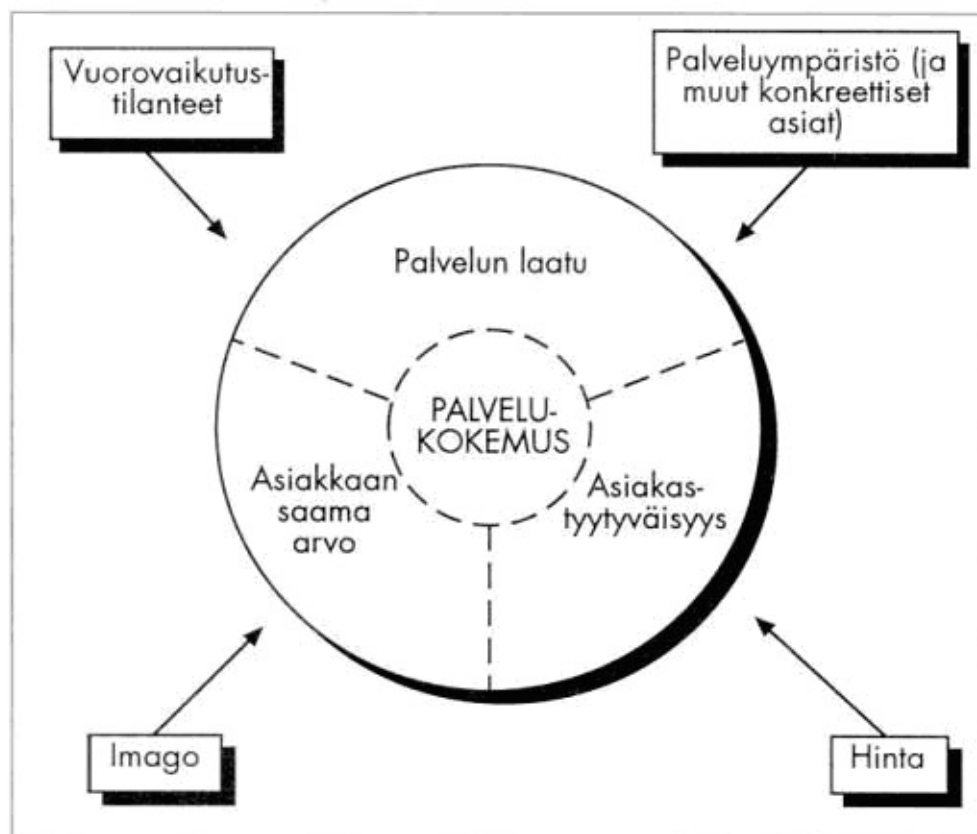 Vuorovaikutus-
tilanteet
Palveluympäristö (ja
muut konkreettiset
asiat)
Palvelun laatu
PALVELU-
KOKEMUS
Asiakkaan
saama
arvo
Asiakas-
tyytyväisyys
Imago
Hinta